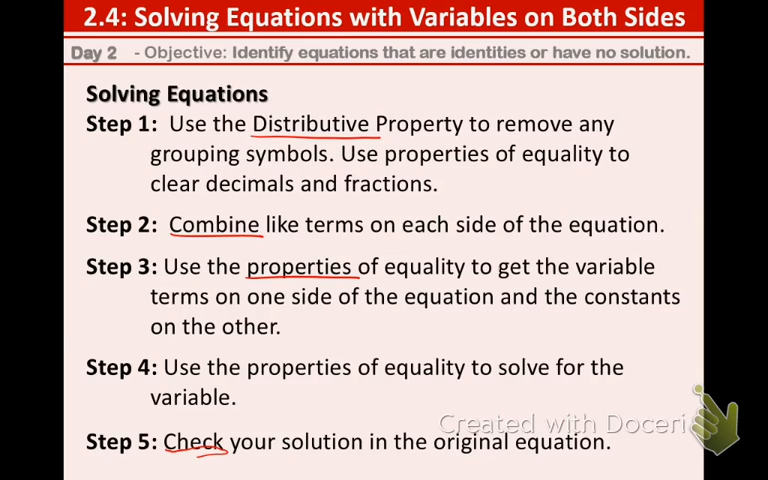 2.4: Solving Equations with Variables on Both Sides
Day 2 - Objective: Identify equations that are identities or have no solution.
Solving Equations
Step 1: Use the Distributive Property to remove any
grouping symbols. Use properties of equality to
clear decimals and fractions.
Step 2: Combine like terms on each side of the equation.
Step 3: Use the properties of equality to get the variable
terms on one side of the equation and the constants
on the other.
Step 4: Use the properties of equality to solve for the
variable.
Created with Doceri
Step 5: Check your solution in the original equation.